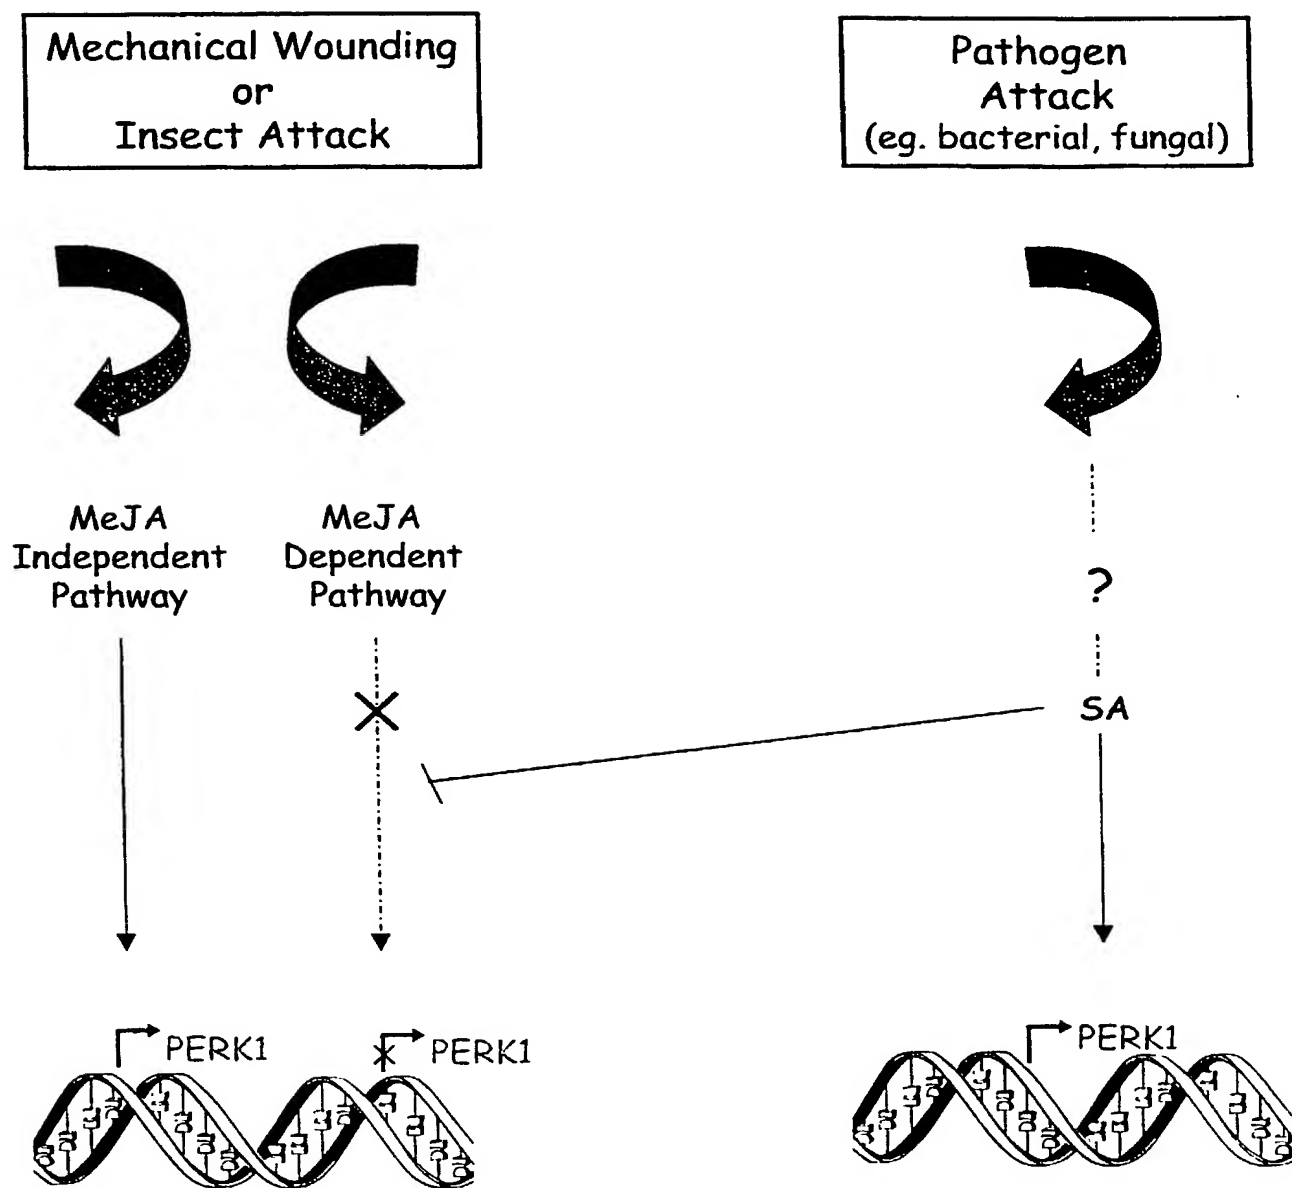 Mechanical Wounding
or
Insect Attack
Pathogen
Attack
(eg. bacterial, fungal)
MeJA
Independent
Pathway
MeJA
Dependent
Pathway
?
SA
PERK1
PERK1
PERK1